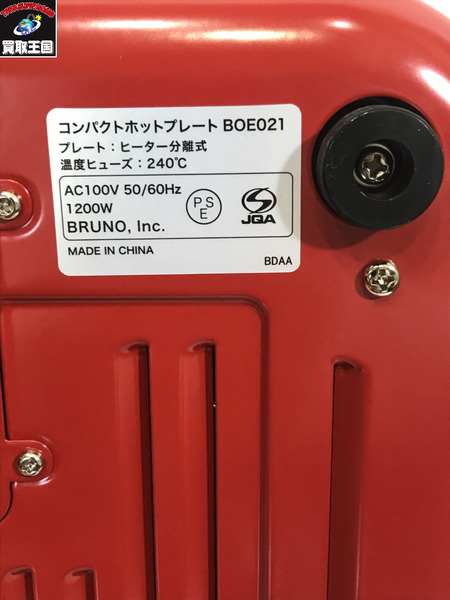 買取王国
コンパクトホットプレート BOE021
プレート：ヒーター分離式
温度ヒューズ：240℃
AC100V 50/60Hz
1200W
BRUNO, Inc.
PS
E
JQA
MADE IN CHINA
BDAA